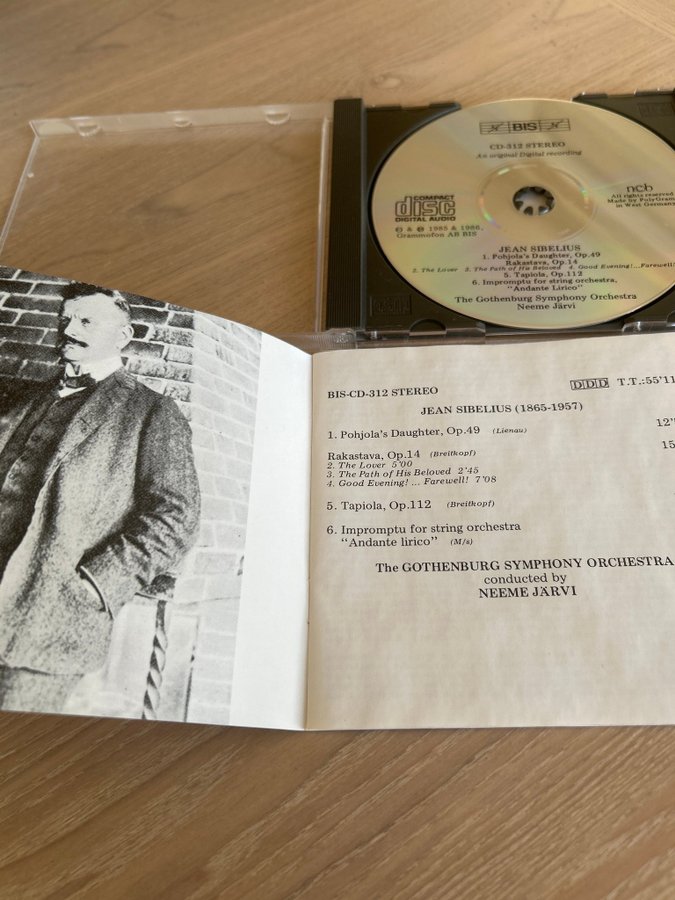 BIS
CD-312 STEREO
An original Digital recording
COMPACT
disc
DIGITAL AUDIO
ncb
All rights reserved
Made by PolyGram
in West Germany
© & ℗ 1985 & 1986,
Grammofon AB BIS
JEAN SIBELIUS
1. Pohjola's Daughter, Op.49
Rakastava, Op.14
2. The Lover 3. The Path of His Beloved 4. Good Evening!...Farewell!
5. Tapiola, Op.112
6. Impromptu for string orchestra,
"Andante Lirico"
The Gothenburg Symphony Orchestra
Neeme Järvi
BIS-CD-312 STEREO DDD T.T.:55'11
JEAN SIBELIUS (1865-1957)
1. Pohjola's Daughter, Op.49 (Lienau) 12'
Rakastava, Op.14 (Breitkopf) 15
2. The Lover 5'00
3. The Path of His Beloved 2'45
4. Good Evening! ... Farewell! 7'08
5. Tapiola, Op.112 (Breitkopf)
6. Impromptu for string orchestra
"Andante lirico" (M/s)
The GOTHENBURG SYMPHONY ORCHESTRA
conducted by
NEEME JÄRVI